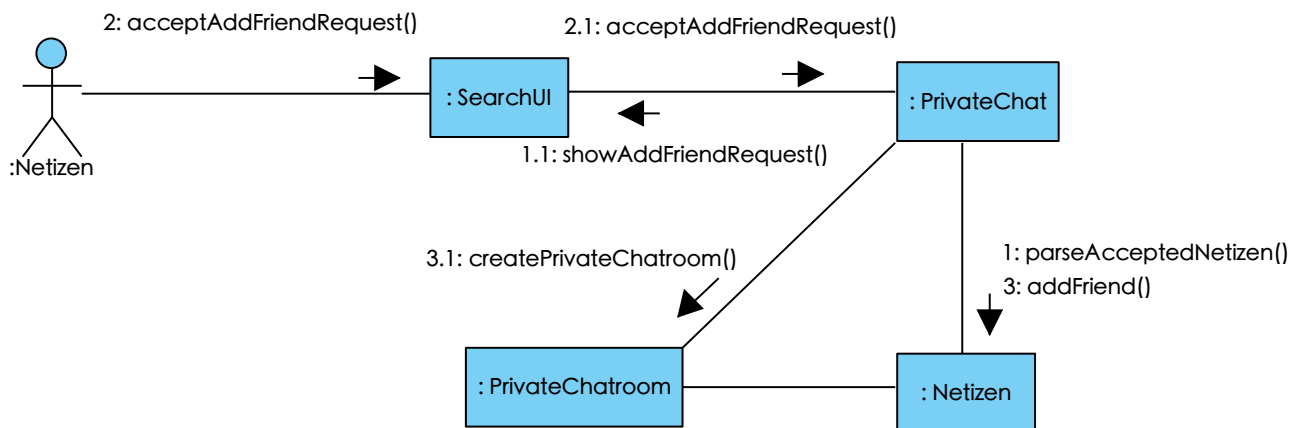 2: acceptAddFriendRequest()
2.1: acceptAddFriendRequest()
: SearchUI
: PrivateChat
:Netizen
1.1: showAddFriendRequest()
3.1: createPrivateChatroom()
1: parseAcceptedNetizen()
3: addFriend()
: PrivateChatroom
: Netizen